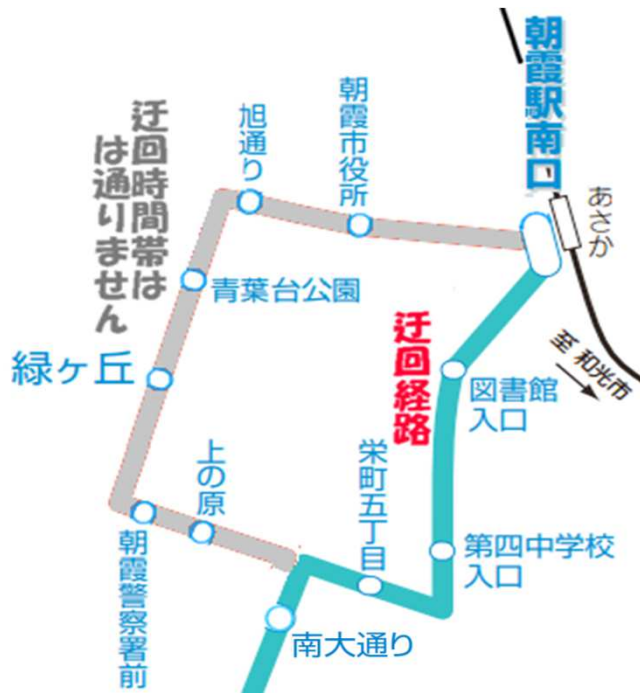 朝霞駅南口
あさか
朝霞市役所
旭通り
迂回時間帯は
は通りません
青葉台公園
迂回経路
至 和光市
緑ヶ丘
図書館
入口
上の原
栄町五丁目
第四中学校
入口
朝霞警察署前
南大通り